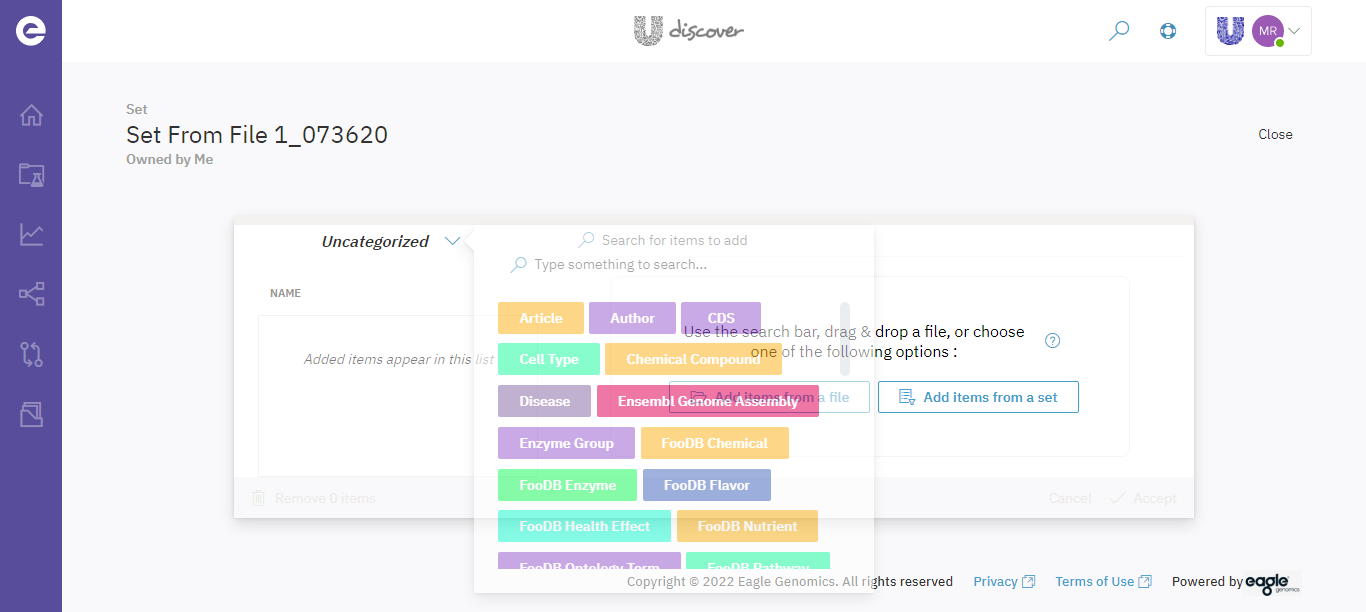 discover
MR
Set
Set From File 1_073620
Owned by Me
Close
Uncategorized
Search for items to add
Type something to search...
NAME
Added items appear in this list
Article
Author
CDS
Use the search bar, drag & drop a file, or choose
one of the following options :
Cell Type
Chemical Compound
Disease
Ensembl Genome Assembly
Add items from a file
Add items from a set
Enzyme Group
FooDB Chemical
FooDB Enzyme
FooDB Flavor
Remove 0 items
Cancel
Accept
FooDB Health Effect
FooDB Nutrient
FooDB Ontology Term
FooDB Pathway
Copyright © 2022 Eagle Genomics. All rights reserved
Privacy
Terms of Use
Powered by eagle genomics